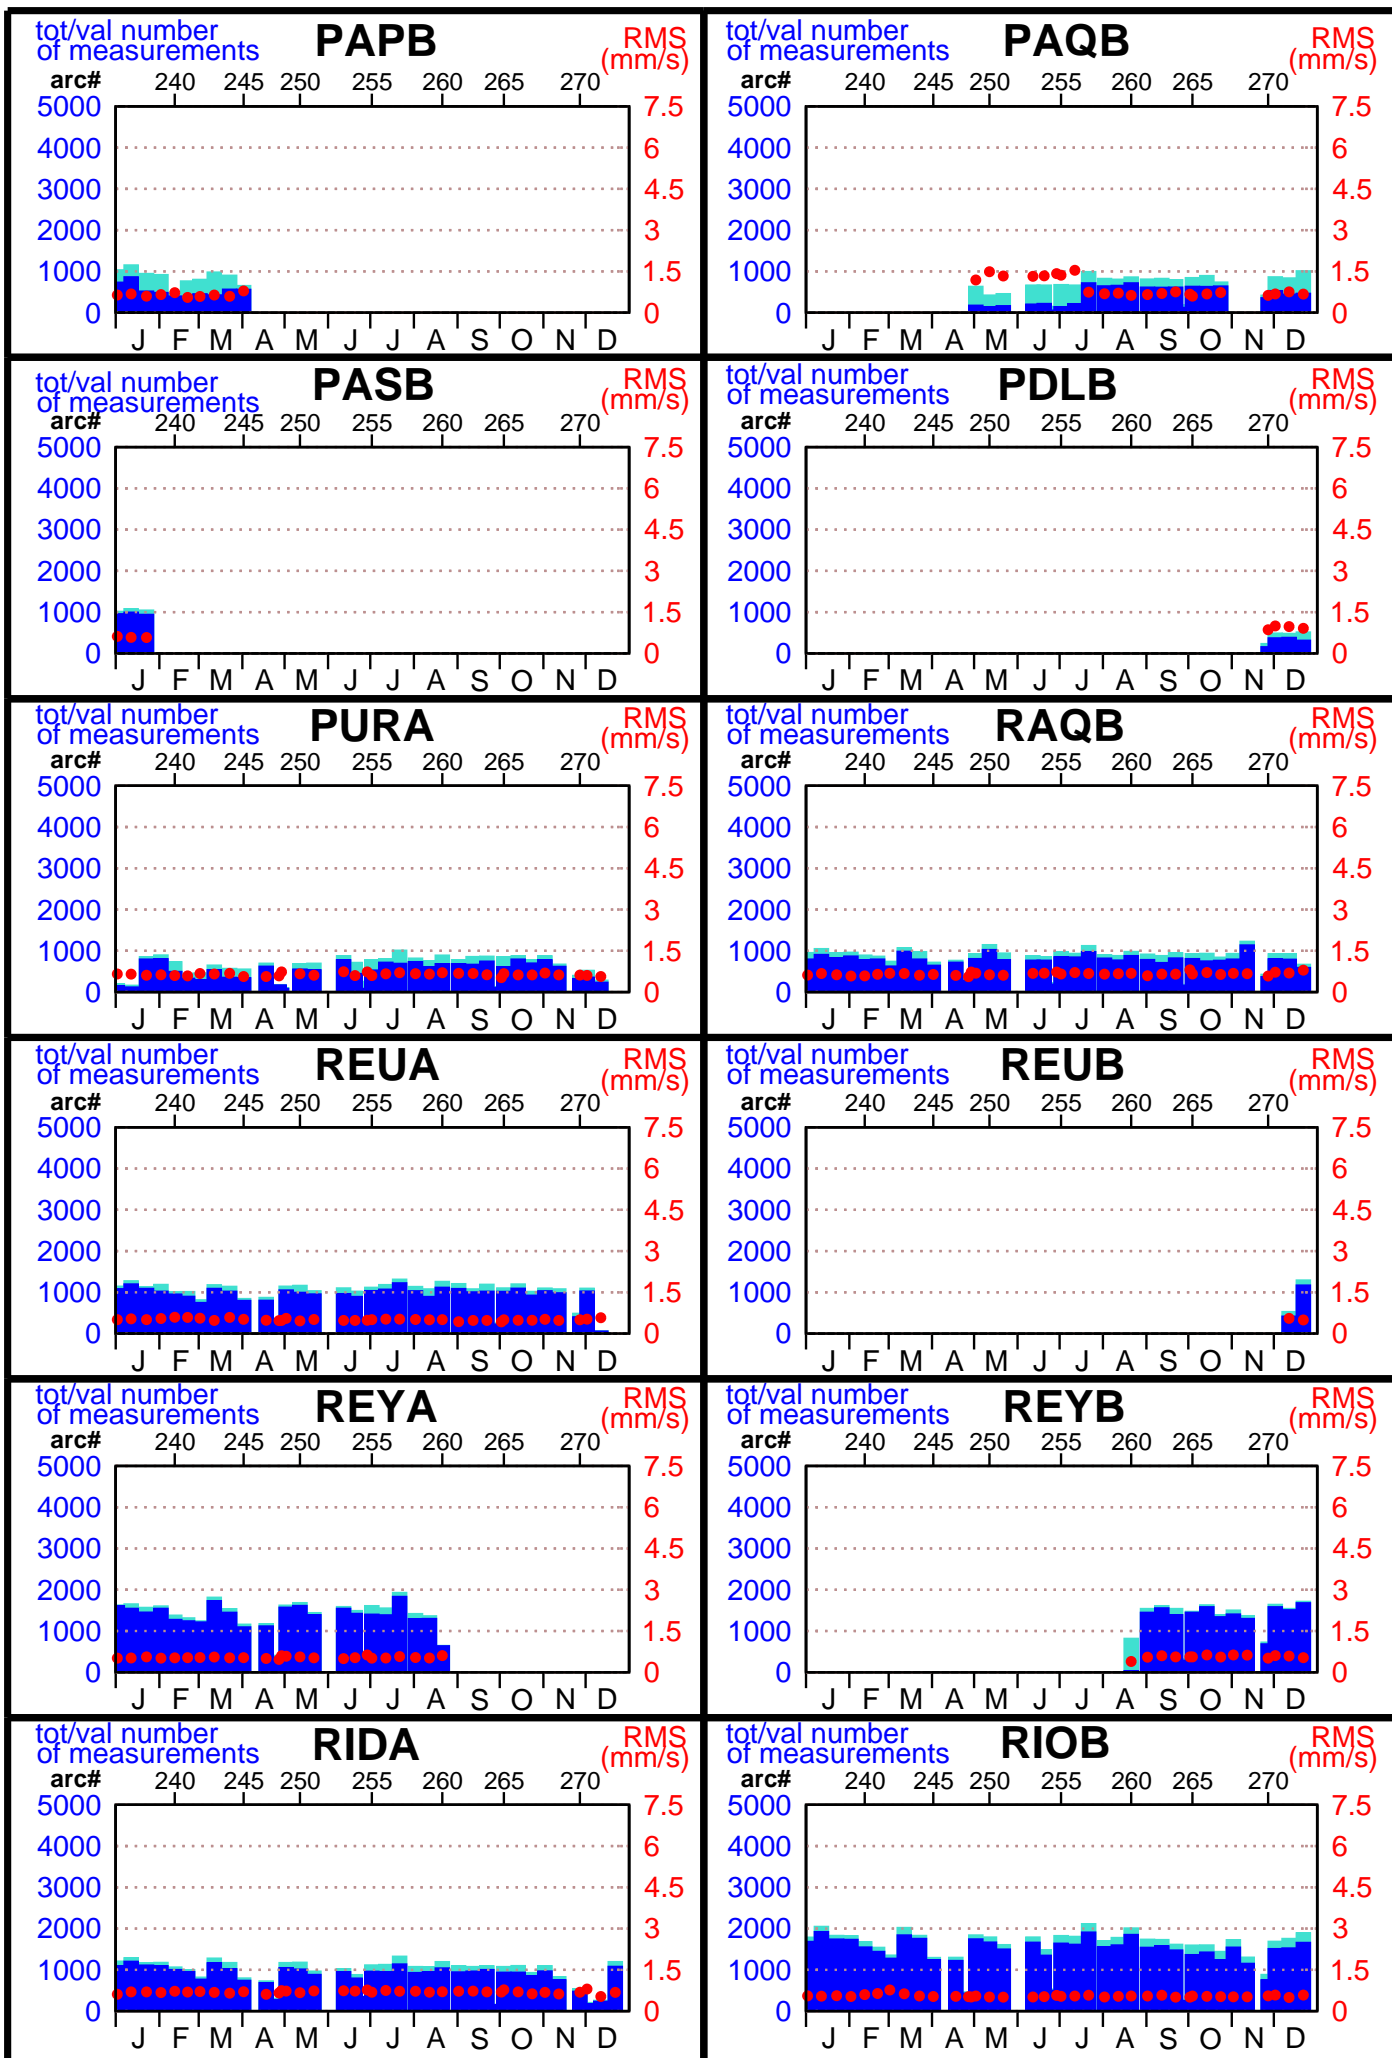 tot/val number of measurements PAPB RMS (mm/s)
arc# 240 245 250 255 260 265 270
5000 7.5
4000 6
3000 4.5
2000 3
1000 1.5
0 0
J F M A M J J A S O N D
tot/val number of measurements PAQB RMS (mm/s)
arc# 240 245 250 255 260 265 270
5000 7.5
4000 6
3000 4.5
2000 3
1000 1.5
0 0
J F M A M J J A S O N D
tot/val number of measurements PASB RMS (mm/s)
arc# 240 245 250 255 260 265 270
5000 7.5
4000 6
3000 4.5
2000 3
1000 1.5
0 0
J F M A M J J A S O N D
tot/val number of measurements PDLB RMS (mm/s)
arc# 240 245 250 255 260 265 270
5000 7.5
4000 6
3000 4.5
2000 3
1000 1.5
0 0
J F M A M J J A S O N D
tot/val number of measurements PURA RMS (mm/s)
arc# 240 245 250 255 260 265 270
5000 7.5
4000 6
3000 4.5
2000 3
1000 1.5
0 0
J F M A M J J A S O N D
tot/val number of measurements RAQB RMS (mm/s)
arc# 240 245 250 255 260 265 270
5000 7.5
4000 6
3000 4.5
2000 3
1000 1.5
0 0
J F M A M J J A S O N D
tot/val number of measurements REUA RMS (mm/s)
arc# 240 245 250 255 260 265 270
5000 7.5
4000 6
3000 4.5
2000 3
1000 1.5
0 0
J F M A M J J A S O N D
tot/val number of measurements REUB RMS (mm/s)
arc# 240 245 250 255 260 265 270
5000 7.5
4000 6
3000 4.5
2000 3
1000 1.5
0 0
J F M A M J J A S O N D
tot/val number of measurements REYA RMS (mm/s)
arc# 240 245 250 255 260 265 270
5000 7.5
4000 6
3000 4.5
2000 3
1000 1.5
0 0
J F M A M J J A S O N D
tot/val number of measurements REYB RMS (mm/s)
arc# 240 245 250 255 260 265 270
5000 7.5
4000 6
3000 4.5
2000 3
1000 1.5
0 0
J F M A M J J A S O N D
tot/val number of measurements RIDA RMS (mm/s)
arc# 240 245 250 255 260 265 270
5000 7.5
4000 6
3000 4.5
2000 3
1000 1.5
0 0
J F M A M J J A S O N D
tot/val number of measurements RIOB RMS (mm/s)
arc# 240 245 250 255 260 265 270
5000 7.5
4000 6
3000 4.5
2000 3
1000 1.5
0 0
J F M A M J J A S O N D